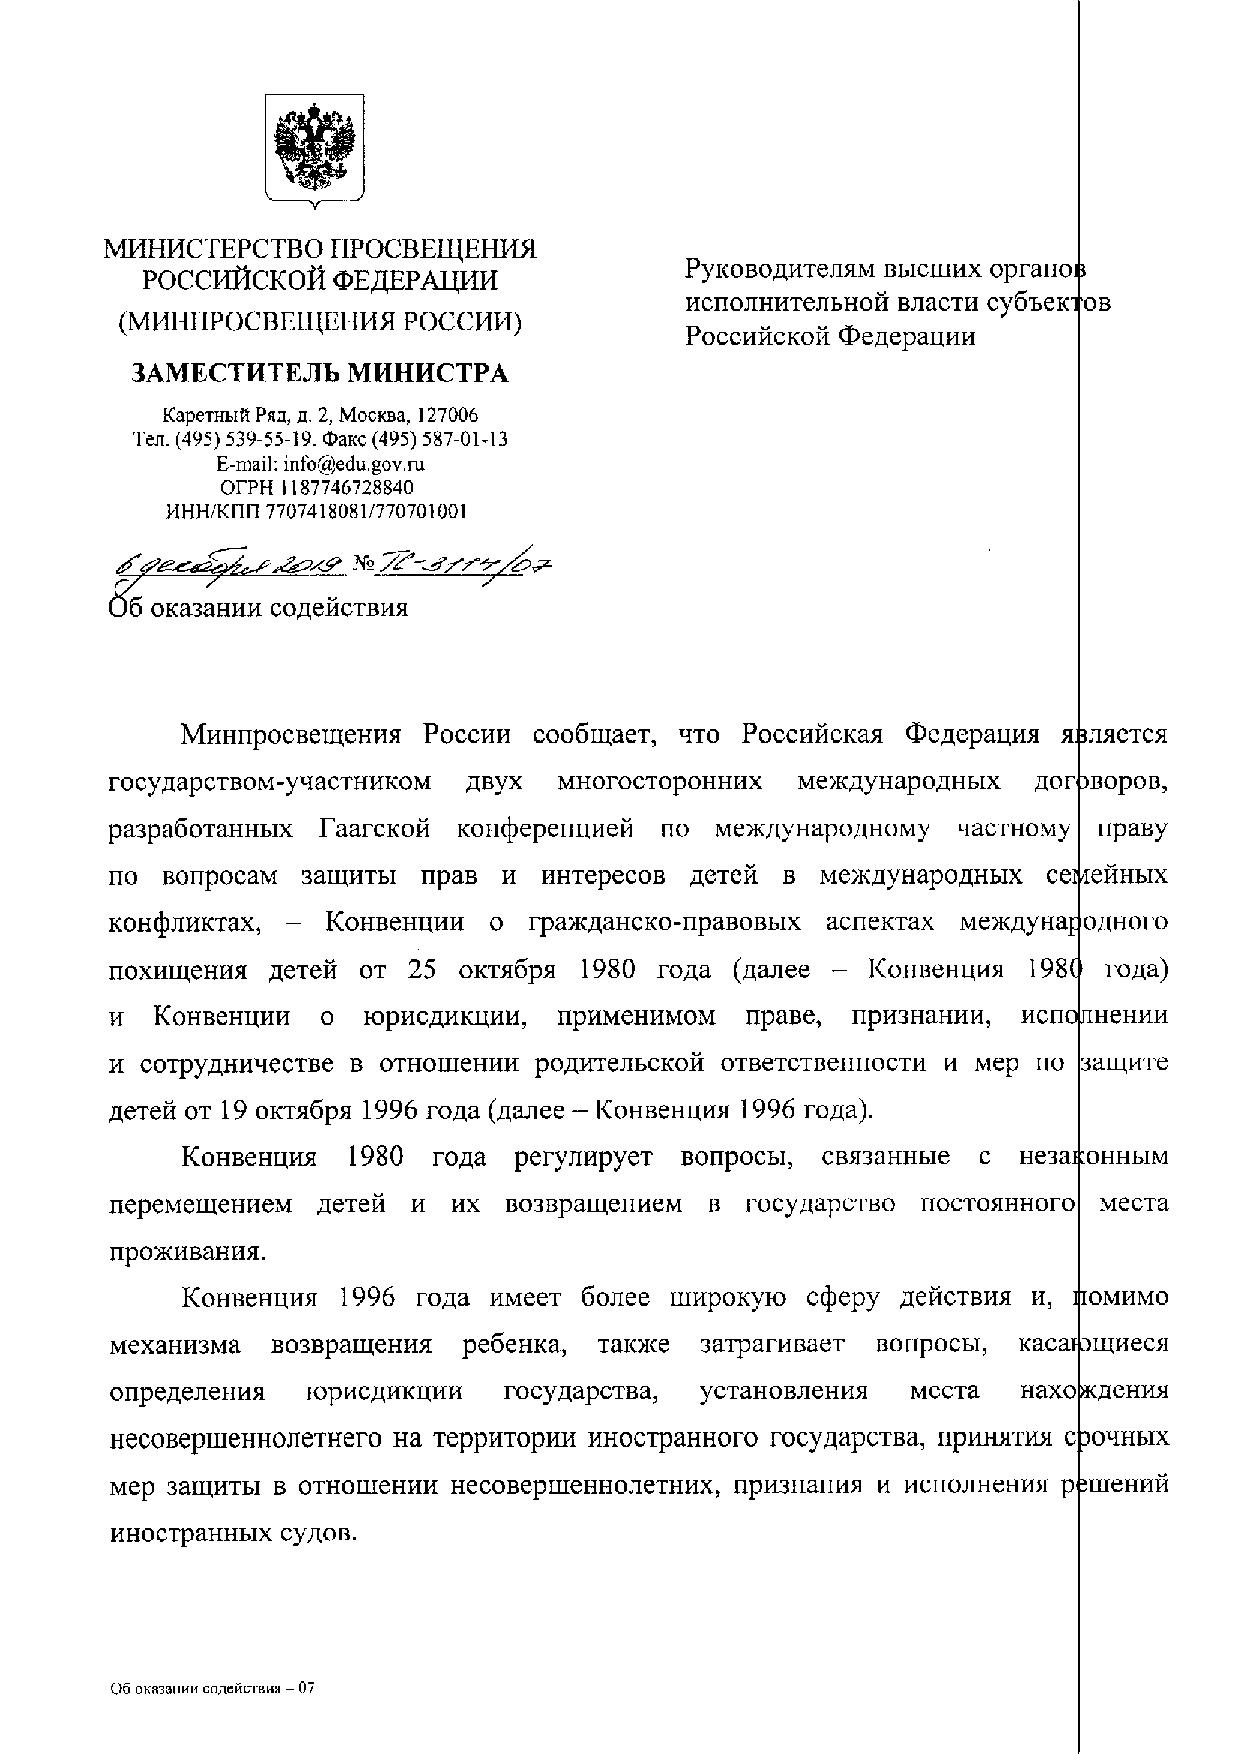 МИНИСТЕРСТВО ПРОСВЕЩЕНИЯ
РОССИЙСКОЙ ФЕДЕРАЦИИ
(МИНПРОСВЕЩЕНИЯ РОССИИ)
ЗАМЕСТИТЕЛЬ МИНИСТРА
Каретный Ряд, д. 2, Москва, 127006
Тел. (495) 539-55-19. Факс (495) 587-01-13
E-mail: info@edu.gov.ru
ОГРН 1187746728840
ИНН/КПП 7707418081/770701001
6 декабря 2019 № ТС-3114/07
Об оказании содействия
Руководителям высших органов
исполнительной власти субъектов
Российской Федерации
Минпросвещения России сообщает, что Российская Федерация является
государством-участником двух многосторонних международных договоров,
разработанных Гаагской конференцией по международному частному праву
по вопросам защиты прав и интересов детей в международных семейных
конфликтах, – Конвенции о гражданско-правовых аспектах международного
похищения детей от 25 октября 1980 года (далее – Конвенция 1980 года)
и Конвенции о юрисдикции, применимом праве, признании, исполнении
и сотрудничестве в отношении родительской ответственности и мер по защите
детей от 19 октября 1996 года (далее – Конвенция 1996 года).
Конвенция 1980 года регулирует вопросы, связанные с незаконным
перемещением детей и их возвращением в государство постоянного места
проживания.
Конвенция 1996 года имеет более широкую сферу действия и, помимо
механизма возвращения ребенка, также затрагивает вопросы, касающиеся
определения юрисдикции государства, установления места нахождения
несовершеннолетнего на территории иностранного государства, принятия срочных
мер защиты в отношении несовершеннолетних, признания и исполнения решений
иностранных судов.
Об оказании содействия – 07